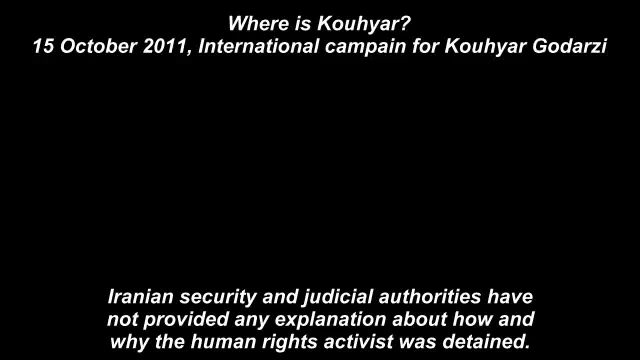 Where is Kouhyar?
15 October 2011, International campain for Kouhyar Godarzi
Iranian security and judicial authorities have
not provided any explanation about how and
why the human rights activist was detained.